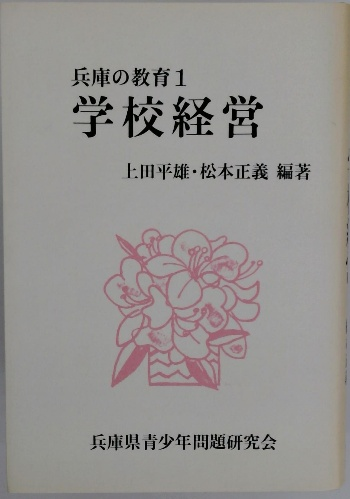 兵庫の教育1
学校経営
上田平雄・松本正義 編著
兵庫県青少年問題研究会